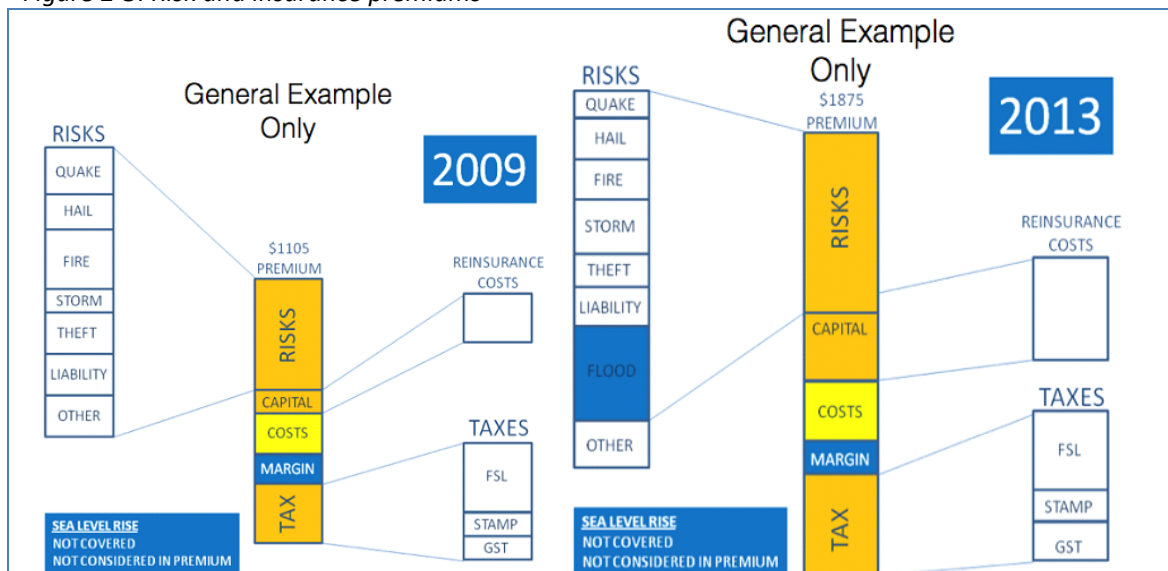 General Example
Only
2009
RISKS
QUAKE
HAIL
FIRE
STORM
THEFT
LIABILITY
OTHER
$1105
PREMIUM
RISKS
CAPITAL
COSTS
MARGIN
TAX
REINSURANCE
COSTS
TAXES
FSL
STAMP
GST
SEA LEVEL RISE
NOT COVERED
NOT CONSIDERED IN PREMIUM
General Example
Only
2013
RISKS
QUAKE
HAIL
FIRE
STORM
THEFT
LIABILITY
FLOOD
OTHER
$1875
PREMIUM
RISKS
CAPITAL
COSTS
MARGIN
TAX
REINSURANCE
COSTS
TAXES
FSL
STAMP
GST
SEA LEVEL RISE
NOT COVERED
NOT CONSIDERED IN PREMIUM